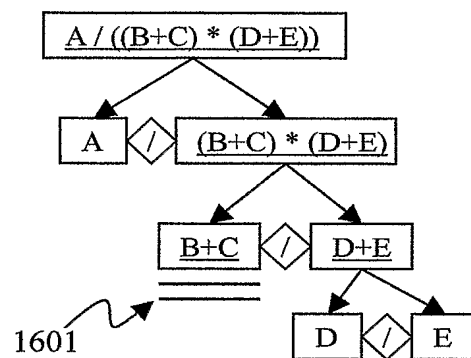 A / ((B+C) * (D+E))
A / (B+C) * (D+E)
B+C / D+E
1601
D / E